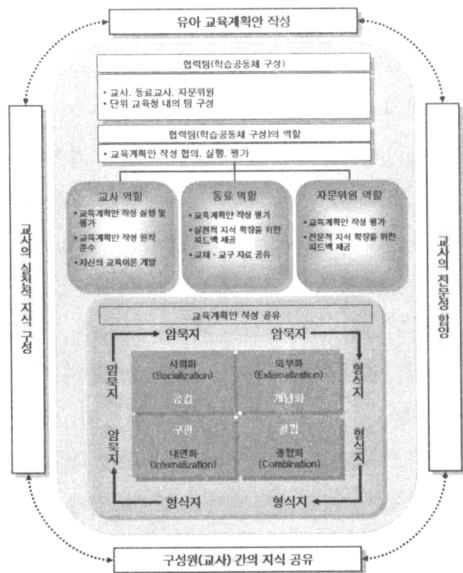 유아 교육계획안 작성
협력팀(학습공동체 구성)
• 교사. 동료교사. 자문위원
• 단위 교육청 내의 팀 구성
협력팀(학습공동체 구성)의 역할
• 교육계획안 작성 협의. 실행. 평가
교사 역할
• 교육계획안 작성 실행 및
평가
• 교육계획안 작성 원칙
준수
• 자신의 교육이론 개발
동료 역할
• 교육계획안 작성 평가
• 실천적 지식 확장을 위한
피드백 제공
• 교재·교구 자료 공유
자문위원 역할
• 교육계획안 작성 평가
• 전문적 지식 확장을 위한
피드백 제공
교사의 실천적 지식 구성
교사의 전문성 함양
교육계획안 작성 공유
암묵지
암묵지
암묵지
형식지
사회화
(Socialization)
공감
외부화
(Externalization)
개념화
암묵지
형식지
구현
내면화
(Internalization)
결합
종합화
(Combination)
형식지
형식지
구성원(교사) 간의 지식 공유